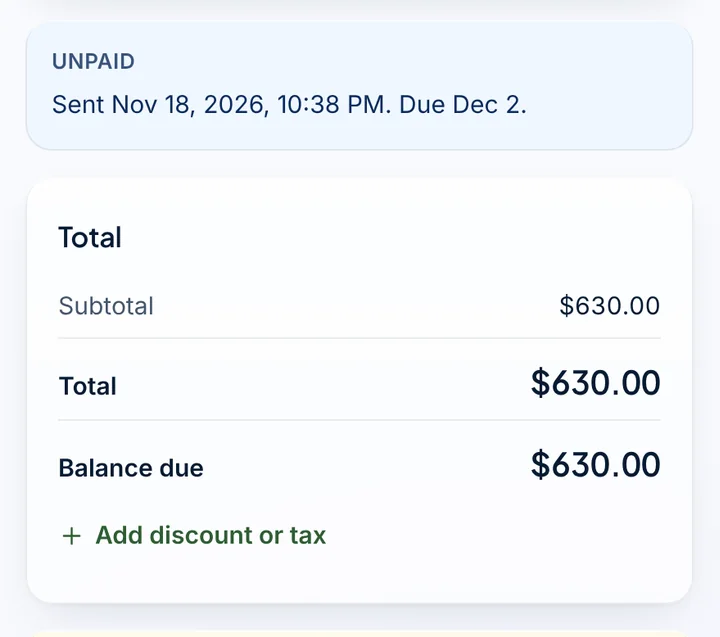 UNPAID
Sent Nov 18, 2026, 10:38 PM. Due Dec 2.
Total
Subtotal $630.00
Total $630.00
Balance due $630.00
+ Add discount or tax